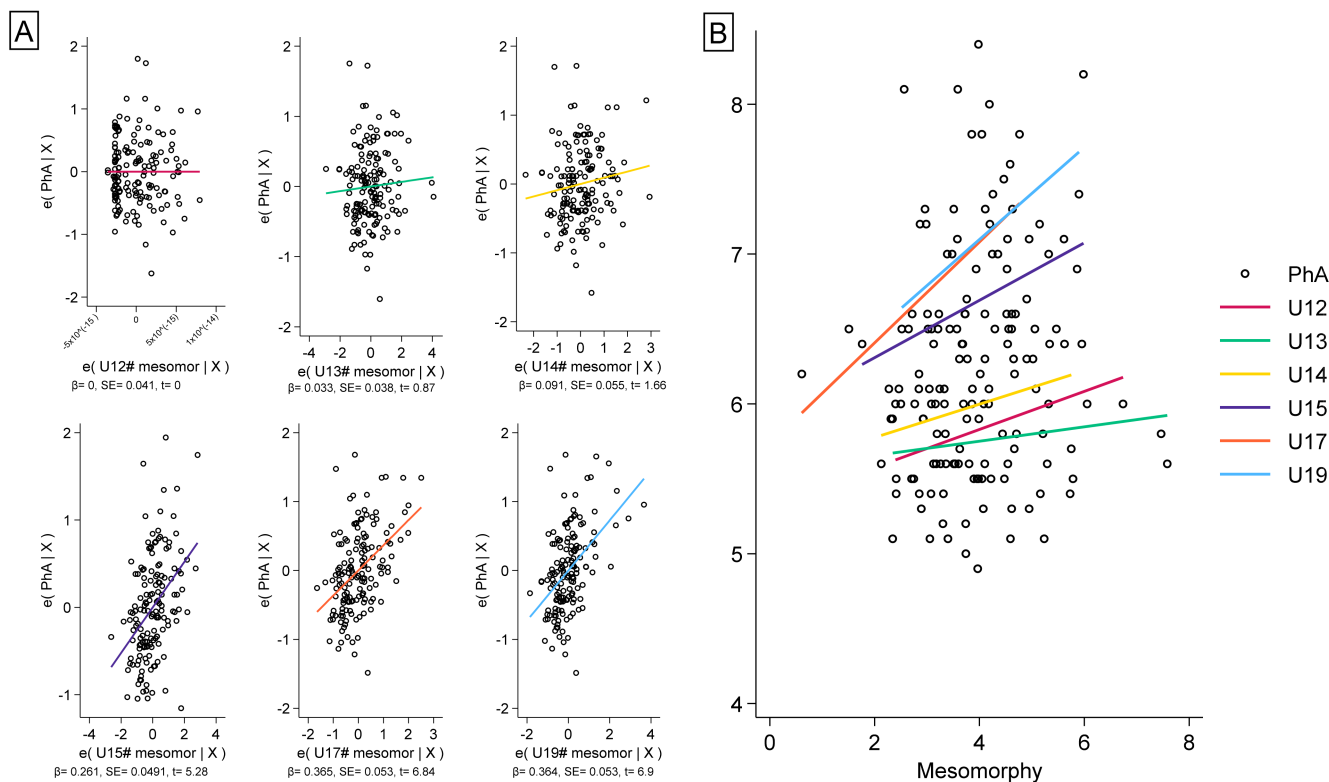 A
2
1
0
-1
-2
e( PhA | X )
-5x10^(-15)
0
5x10^(-15)
1x10^(-14)
e( U12# mesomor | X )
β= 0, SE= 0.041, t= 0
2
1
0
-1
-2
e( PhA | X )
-4 -2 0 2 4
e( U13# mesomor | X )
β= 0.033, SE= 0.038, t= 0.87
2
1
0
-1
-2
e( PhA | X )
-2 -1 0 1 2 3
e( U14# mesomor | X )
β= 0.091, SE= 0.055, t= 1.66
2
1
0
-1
e( PhA | X )
-4 -2 0 2 4
e( U15# mesomor | X )
β= 0.261, SE= 0.0491, t= 5.28
2
1
0
-1
-2
e( PhA | X )
-2 -1 0 1 2 3
e( U17# mesomor | X )
β= 0.365, SE= 0.053, t= 6.84
2
1
0
-1
-2
e( PhA | X )
-2 0 2 4
e( U19# mesomor | X )
β= 0.364, SE= 0.053, t= 6.9
B
8
7
6
5
4
0 2 4 6 8
Mesomorphy
PhA
U12
U13
U14
U15
U17
U19